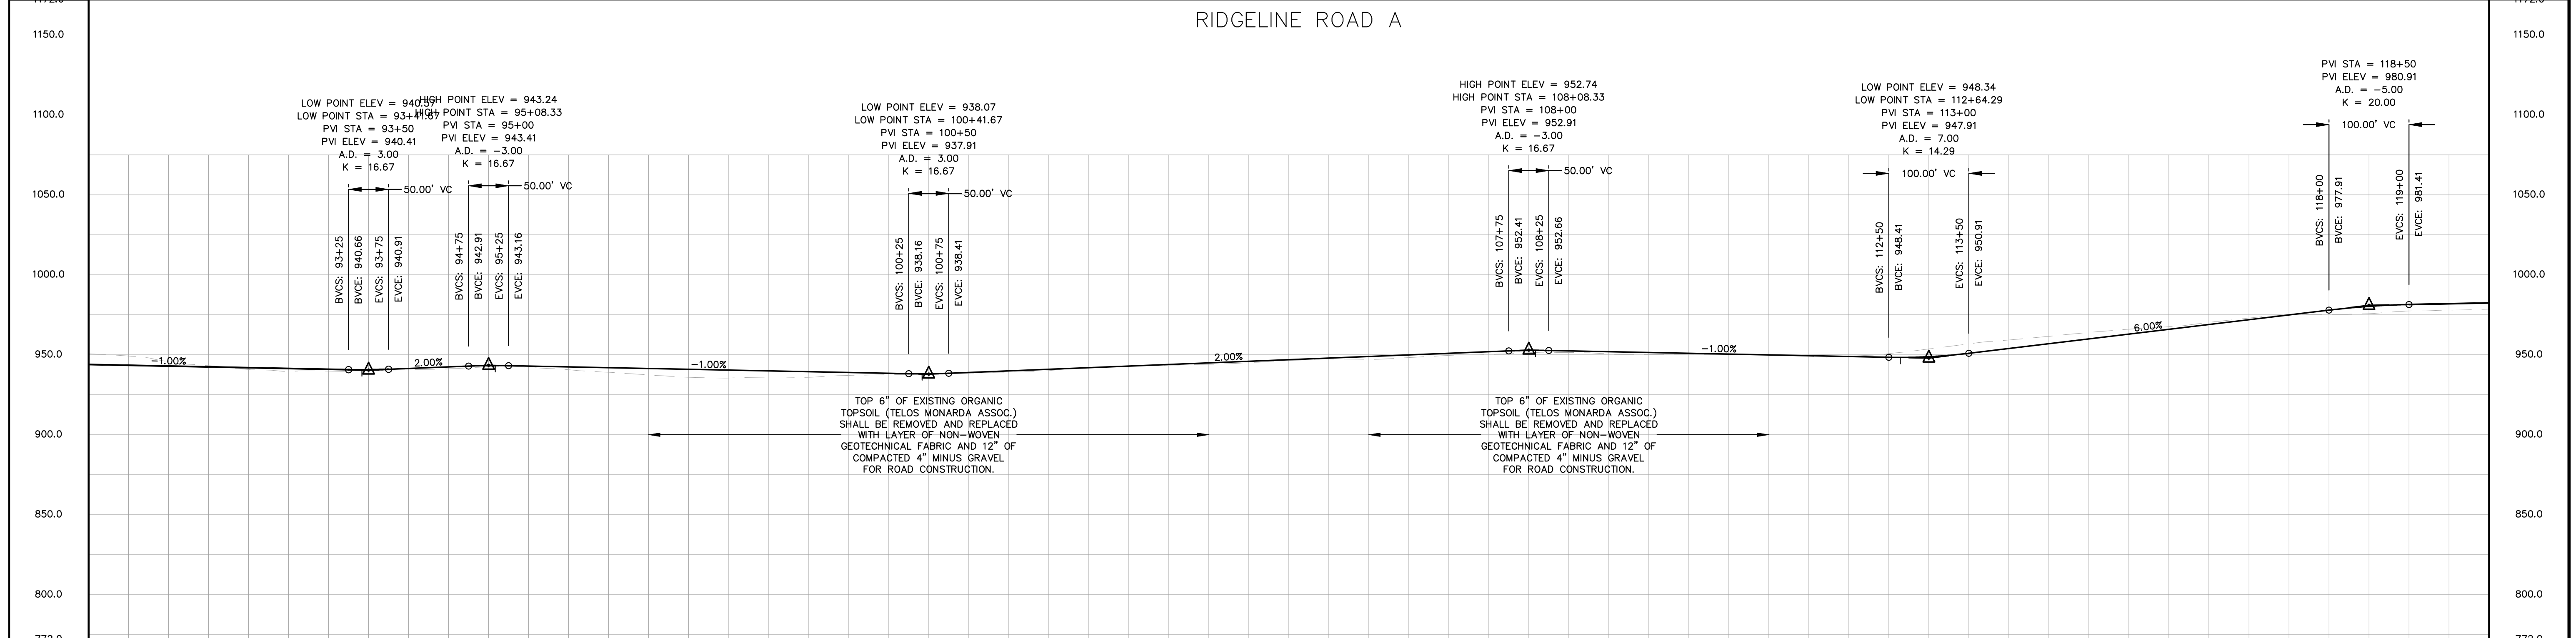 RIDGELINE ROAD A
1172.0
1150.0
1100.0
1050.0
1000.0
950.0
900.0
850.0
800.0
772.0
LOW POINT ELEV = 940.57
LOW POINT STA = 93+41.67
PVI STA = 93+50
PVI ELEV = 940.41
A.D. = 3.00
K = 16.67
50.00' VC
BVCS: 93+25
BVCE: 940.66
EVCS: 93+75
EVCE: 940.91
HIGH POINT ELEV = 943.24
HIGH POINT STA = 95+08.33
PVI STA = 95+00
PVI ELEV = 943.41
A.D. = -3.00
K = 16.67
50.00' VC
BVCS: 94+75
BVCE: 942.91
EVCS: 95+25
EVCE: 943.16
LOW POINT ELEV = 938.07
LOW POINT STA = 100+41.67
PVI STA = 100+50
PVI ELEV = 937.91
A.D. = 3.00
K = 16.67
50.00' VC
BVCS: 100+25
BVCE: 938.16
EVCS: 100+75
EVCE: 938.41
HIGH POINT ELEV = 952.74
HIGH POINT STA = 108+08.33
PVI STA = 108+00
PVI ELEV = 952.91
A.D. = -3.00
K = 16.67
50.00' VC
BVCS: 107+75
BVCE: 952.41
EVCS: 108+25
EVCE: 952.66
LOW POINT ELEV = 948.34
LOW POINT STA = 112+64.29
PVI STA = 113+00
PVI ELEV = 947.91
A.D. = 7.00
K = 14.29
100.00' VC
BVCS: 112+50
BVCE: 948.41
EVCS: 113+50
EVCE: 950.91
PVI STA = 118+50
PVI ELEV = 980.91
A.D. = -5.00
K = 20.00
100.00' VC
BVCS: 118+00
BVCE: 977.91
EVCS: 119+00
EVCE: 981.41
-1.00%
2.00%
-1.00%
2.00%
-1.00%
6.00%
TOP 6" OF EXISTING ORGANIC
TOPSOIL (TELOS MONARDA ASSOC.)
SHALL BE REMOVED AND REPLACED
WITH LAYER OF NON-WOVEN
GEOTECHNICAL FABRIC AND 12" OF
COMPACTED 4" MINUS GRAVEL
FOR ROAD CONSTRUCTION.
TOP 6" OF EXISTING ORGANIC
TOPSOIL (TELOS MONARDA ASSOC.)
SHALL BE REMOVED AND REPLACED
WITH LAYER OF NON-WOVEN
GEOTECHNICAL FABRIC AND 12" OF
COMPACTED 4" MINUS GRAVEL
FOR ROAD CONSTRUCTION.
1172.0
1150.0
1100.0
1050.0
1000.0
950.0
900.0
850.0
800.0
772.0